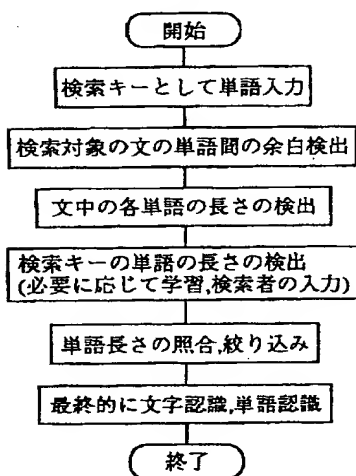 開始
検索キーとして単語入力
検索対象の文の単語間の余白検出
文中の各単語の長さの検出
検索キーの単語の長さの検出
(必要に応じて学習,検索者の入力)
単語長さの照合,絞り込み
最終的に文字認識,単語認識
終了